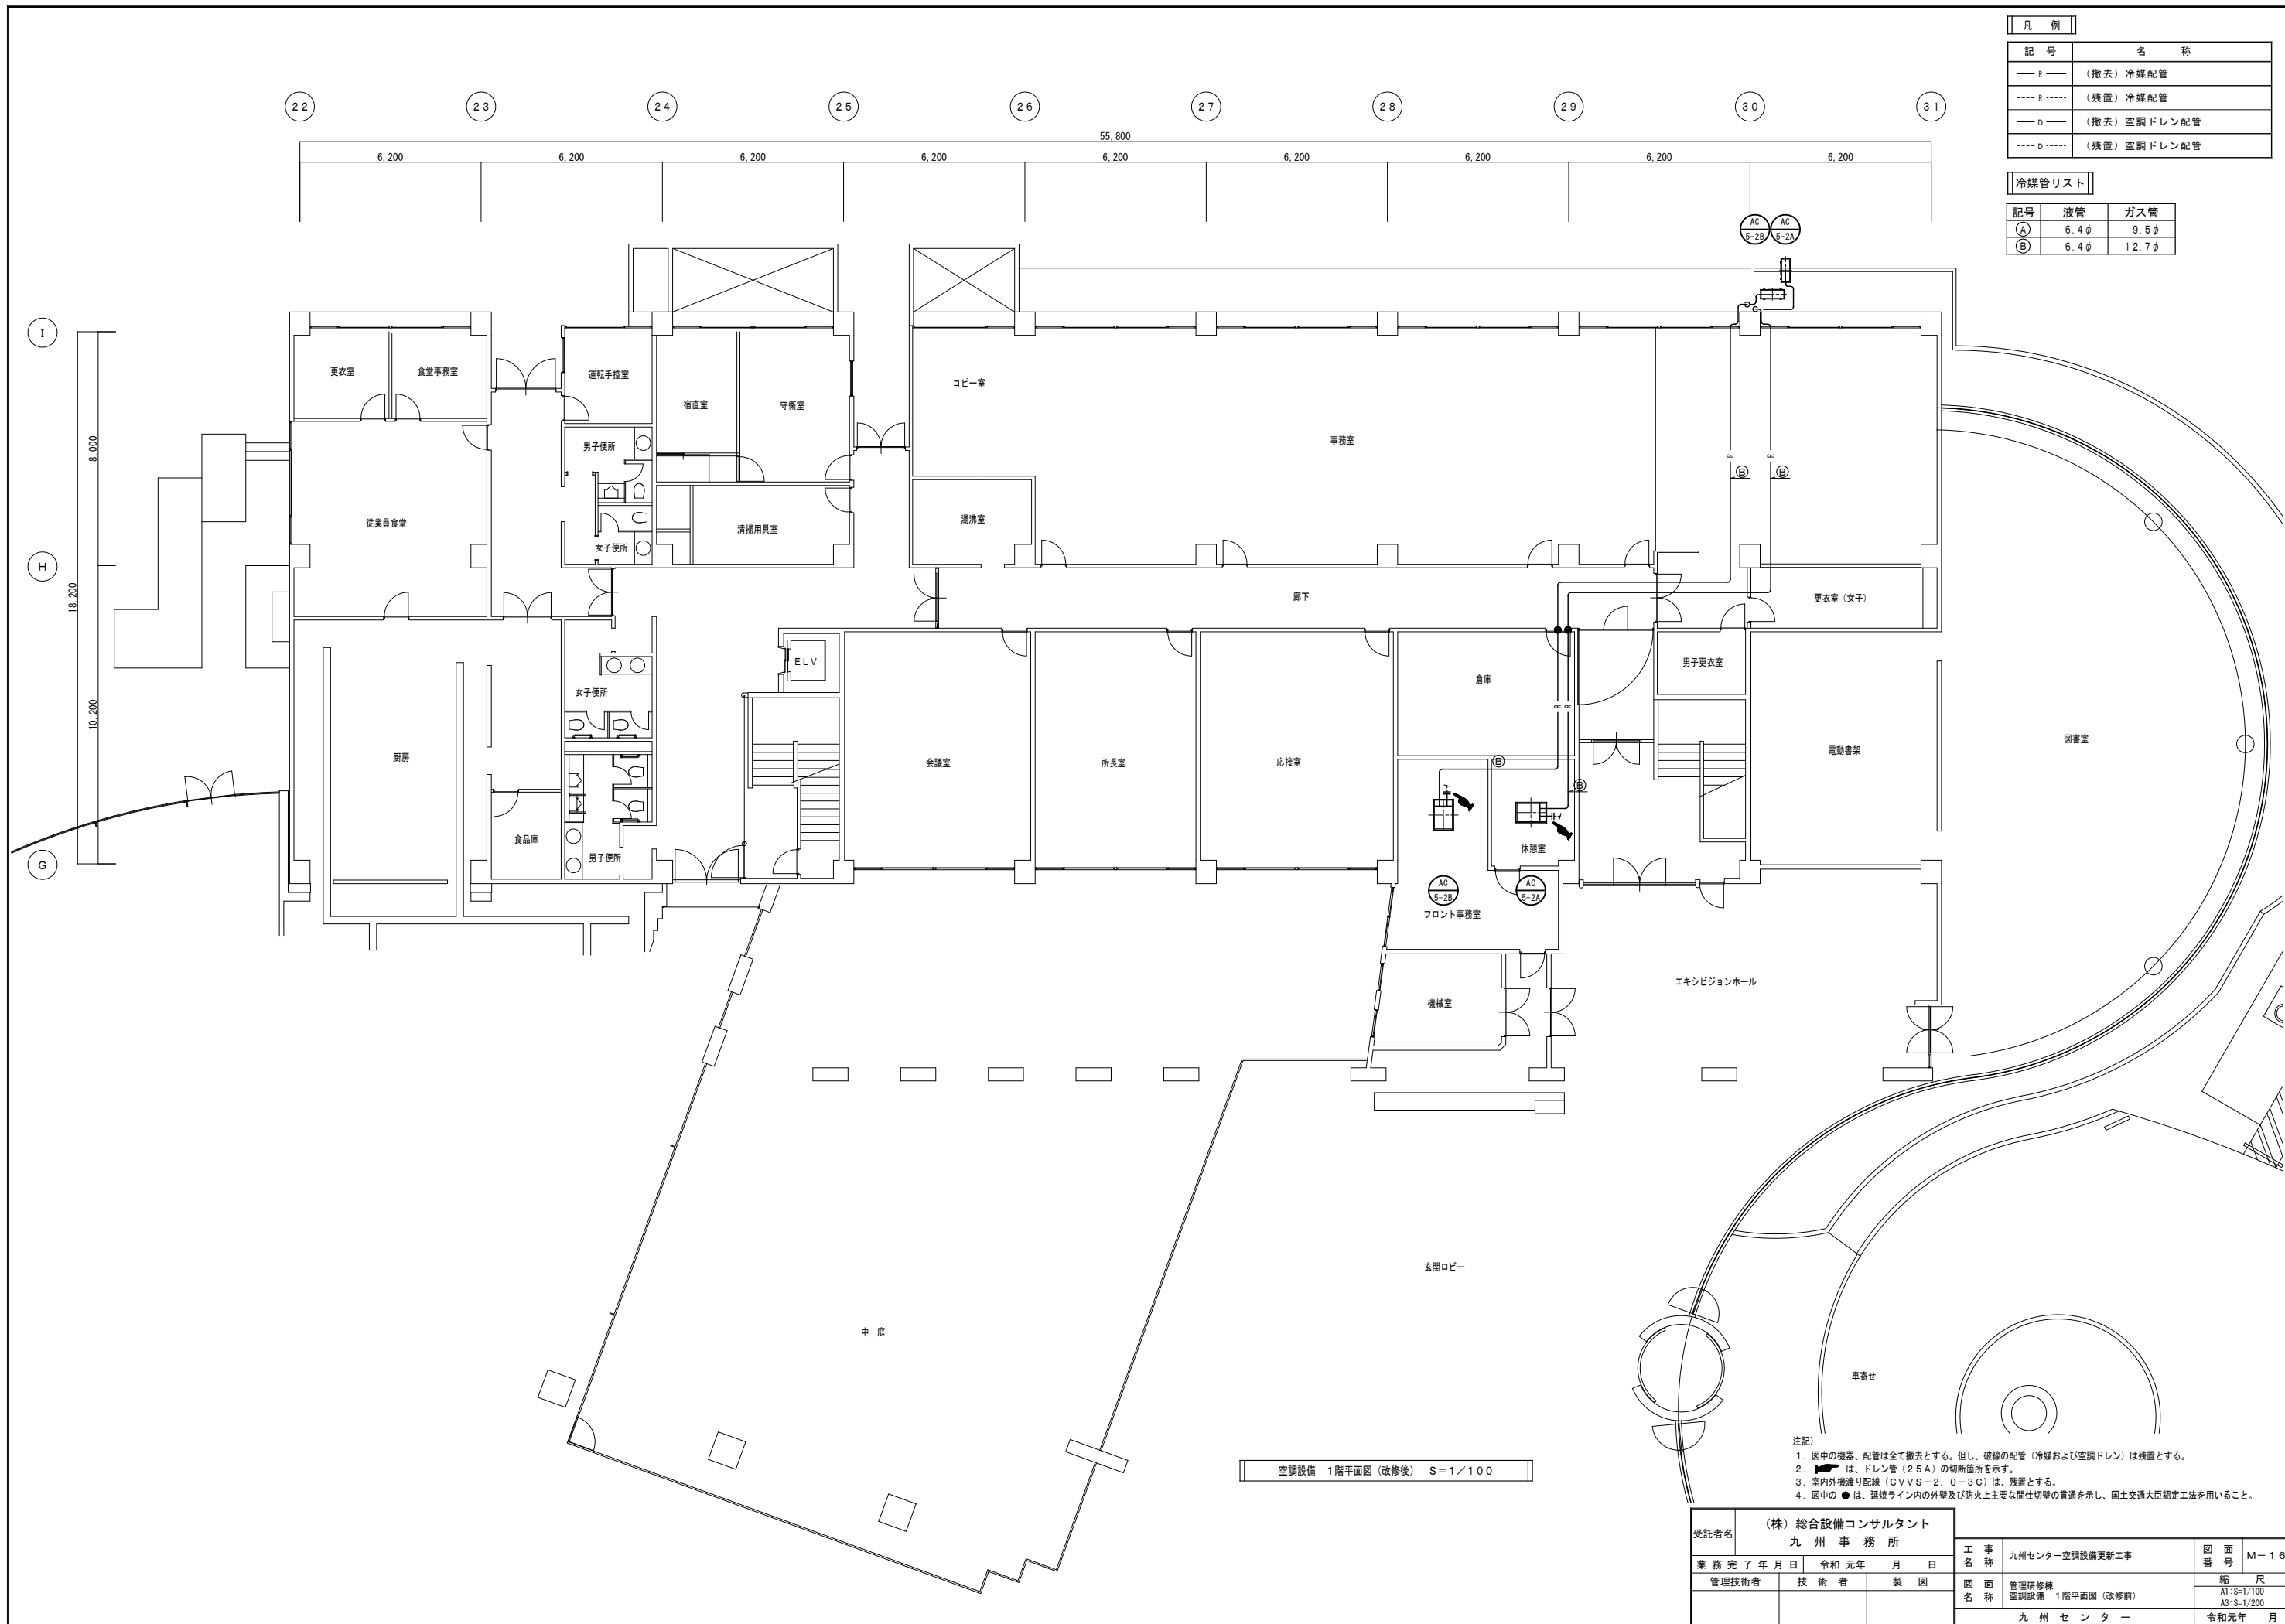 凡 例
記 号 名 称
R (撤去) 冷媒配管
R (残置) 冷媒配管
D (撤去) 空調ドレン配管
D (残置) 空調ドレン配管
冷媒管リスト
記号 液管 ガス管
A 6.4φ 9.5φ
B 6.4φ 12.7φ
22 23 24 25 26 27 28 29 30 31
55,800
6,200 6,200 6,200 6,200 6,200 6,200 6,200 6,200 6,200
AC 5-2B
AC 5-2A
I
H
G
8,000
18,200
10,200
更衣室
食堂事務室
運転手控室
宿直室
守衛室
コピー室
事務室
男子便所
女子便所
清掃用具室
湯沸室
従業員食堂
R
R
B
B
廊下
更衣室(女子)
ELV
男子更衣室
倉庫
R R
女子便所
厨房
会議室
所長室
応接室
B
B
電動書架
図書室
食品庫
男子便所
休憩室
AC 5-2B
AC 5-2A
フロント事務室
機械室
エキシビジョンホール
玄関ロビー
中 庭
車寄せ
空調設備 1階平面図(改修後) S=1/100
注記)
1. 図中の機器、配管は全て撤去とする。但し、破線の配管(冷媒および空調ドレン)は残置とする。
2. は、ドレン管(25A)の切断箇所を示す。
3. 室内外機渡り配線(CVVS-2.0-3C)は、残置とする。
4. 図中の ● は、延焼ライン内の外壁及び防火上主要な間仕切壁の貫通を示し、国土交通大臣認定工法を用いること。
受託者名
(株)総合設備コンサルタント
九 州 事 務 所
業務完了年月日 令和 元年 月 日
管理技術者 技 術 者 製 図
工 事 名 称
九州センター空調設備更新工事
図 面 番 号
M-16
図 面 名 称
管理研修棟
空調設備 1階平面図(改修前)
縮 尺
A1:S=1/100
A3:S=1/200
九 州 セ ン タ ー
令和元年 月